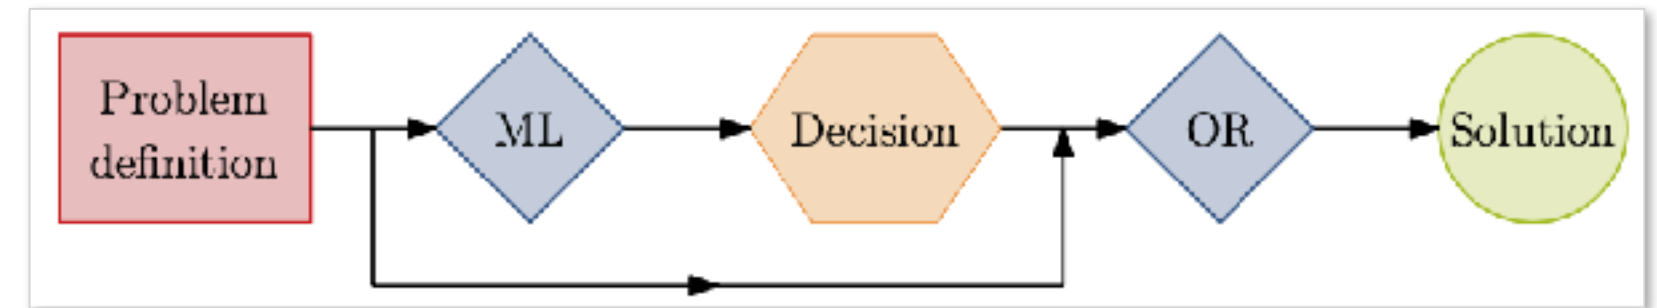 Problem
definition
ML
Decision
OR
Solution